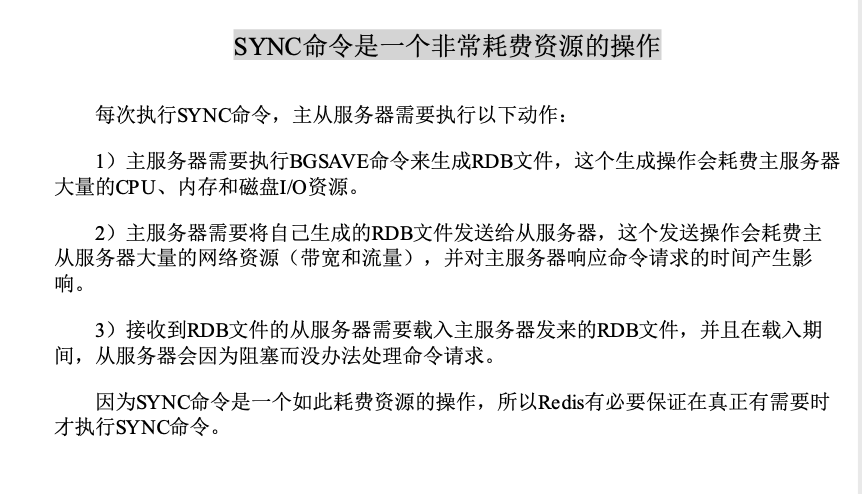 SYNC命令是一个非常耗费资源的操作
每次执行SYNC命令，主从服务器需要执行以下动作：
1）主服务器需要执行BGSAVE命令来生成RDB文件，这个生成操作会耗费主服务器
大量的CPU、内存和磁盘I/O资源。
2）主服务器需要将自己生成的RDB文件发送给从服务器，这个发送操作会耗费主
从服务器大量的网络资源（带宽和流量），并对主服务器响应命令请求的时间产生影
响。
3）接收到RDB文件的从服务器需要载入主服务器发来的RDB文件，并且在载入期
间，从服务器会因为阻塞而没办法处理命令请求。
因为SYNC命令是一个如此耗费资源的操作，所以Redis有必要保证在真正有需要时
才执行SYNC命令。